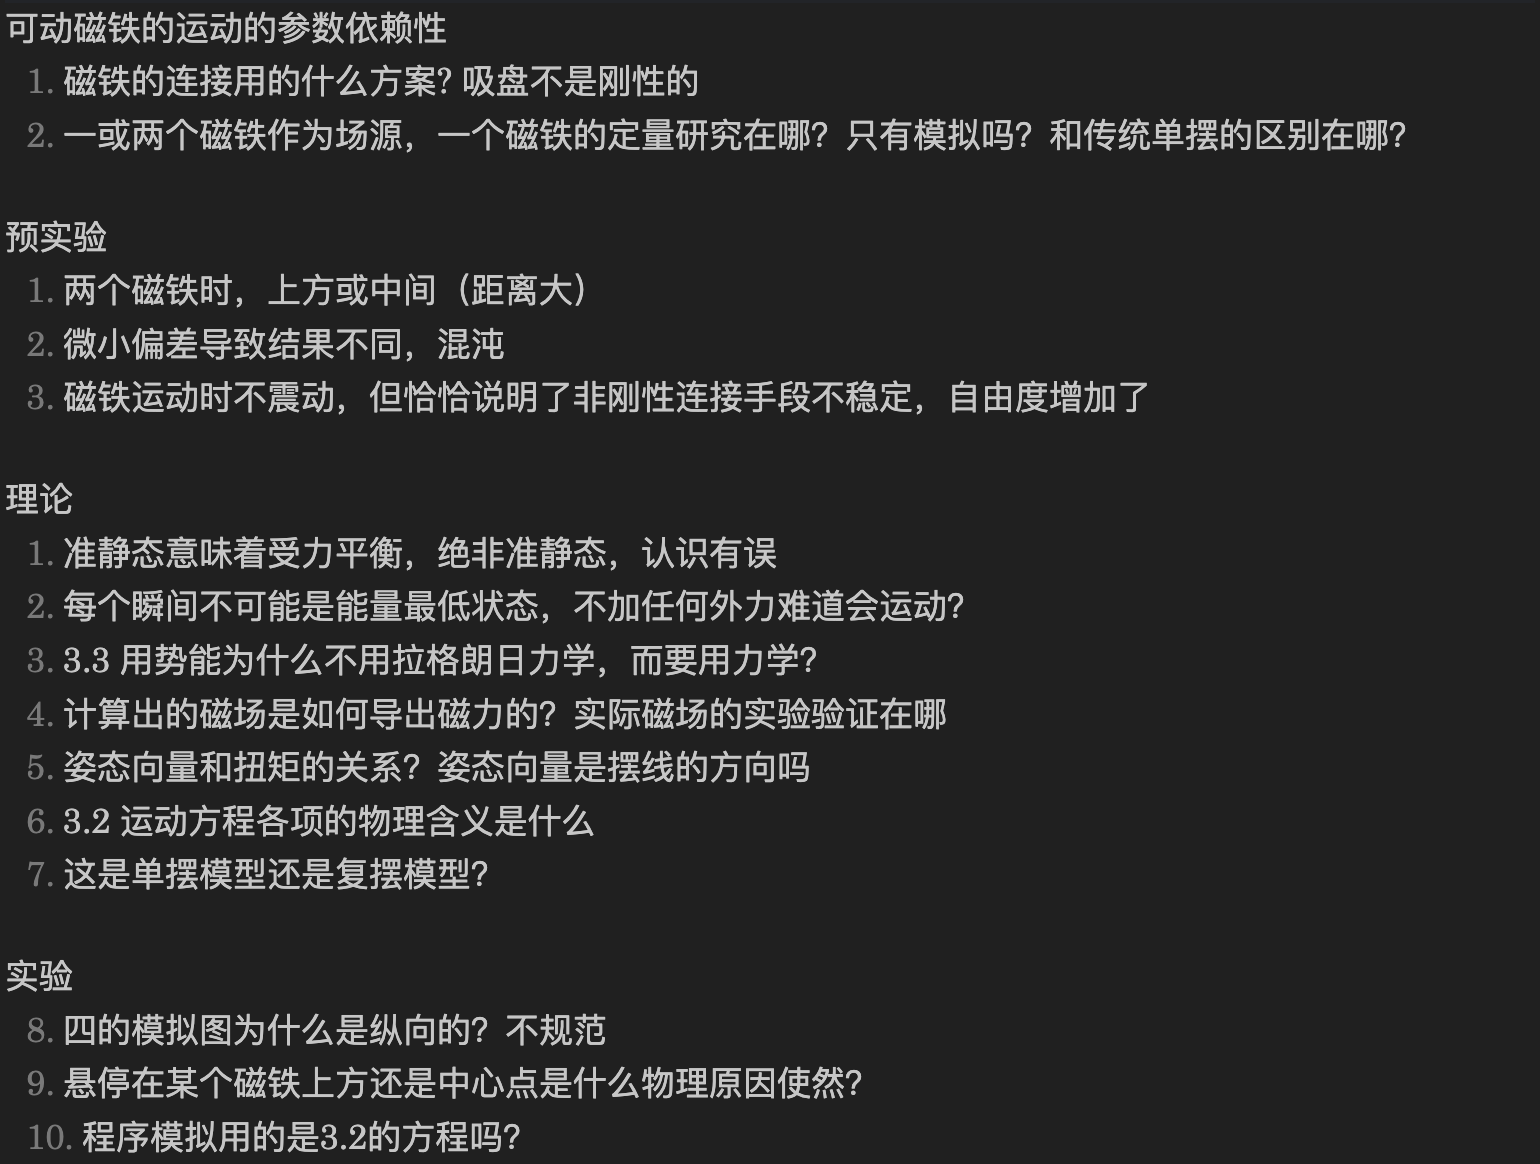 可动磁铁的运动的参数依赖性
1. 磁铁的连接用的什么方案? 吸盘不是刚性的
2. 一或两个磁铁作为场源，一个磁铁的定量研究在哪？只有模拟吗？和传统单摆的区别在哪？
预实验
1. 两个磁铁时，上方或中间（距离大）
2. 微小偏差导致结果不同，混沌
3. 磁铁运动时不震动，但恰恰说明了非刚性连接手段不稳定，自由度增加了
理论
1. 准静态意味着受力平衡，绝非准静态，认识有误
2. 每个瞬间不可能是能量最低状态，不加任何外力难道会运动？
3. 3.3 用势能为什么不用拉格朗日力学，而要用力学？
4. 计算出的磁场是如何导出磁力的？实际磁场的实验验证在哪
5. 姿态向量和扭矩的关系？姿态向量是摆线的方向吗
6. 3.2 运动方程各项的物理含义是什么
7. 这是单摆模型还是复摆模型？
实验
8. 四的模拟图为什么是纵向的？不规范
9. 悬停在某个磁铁上方还是中心点是什么物理原因使然？
10. 程序模拟用的是3.2的方程吗？